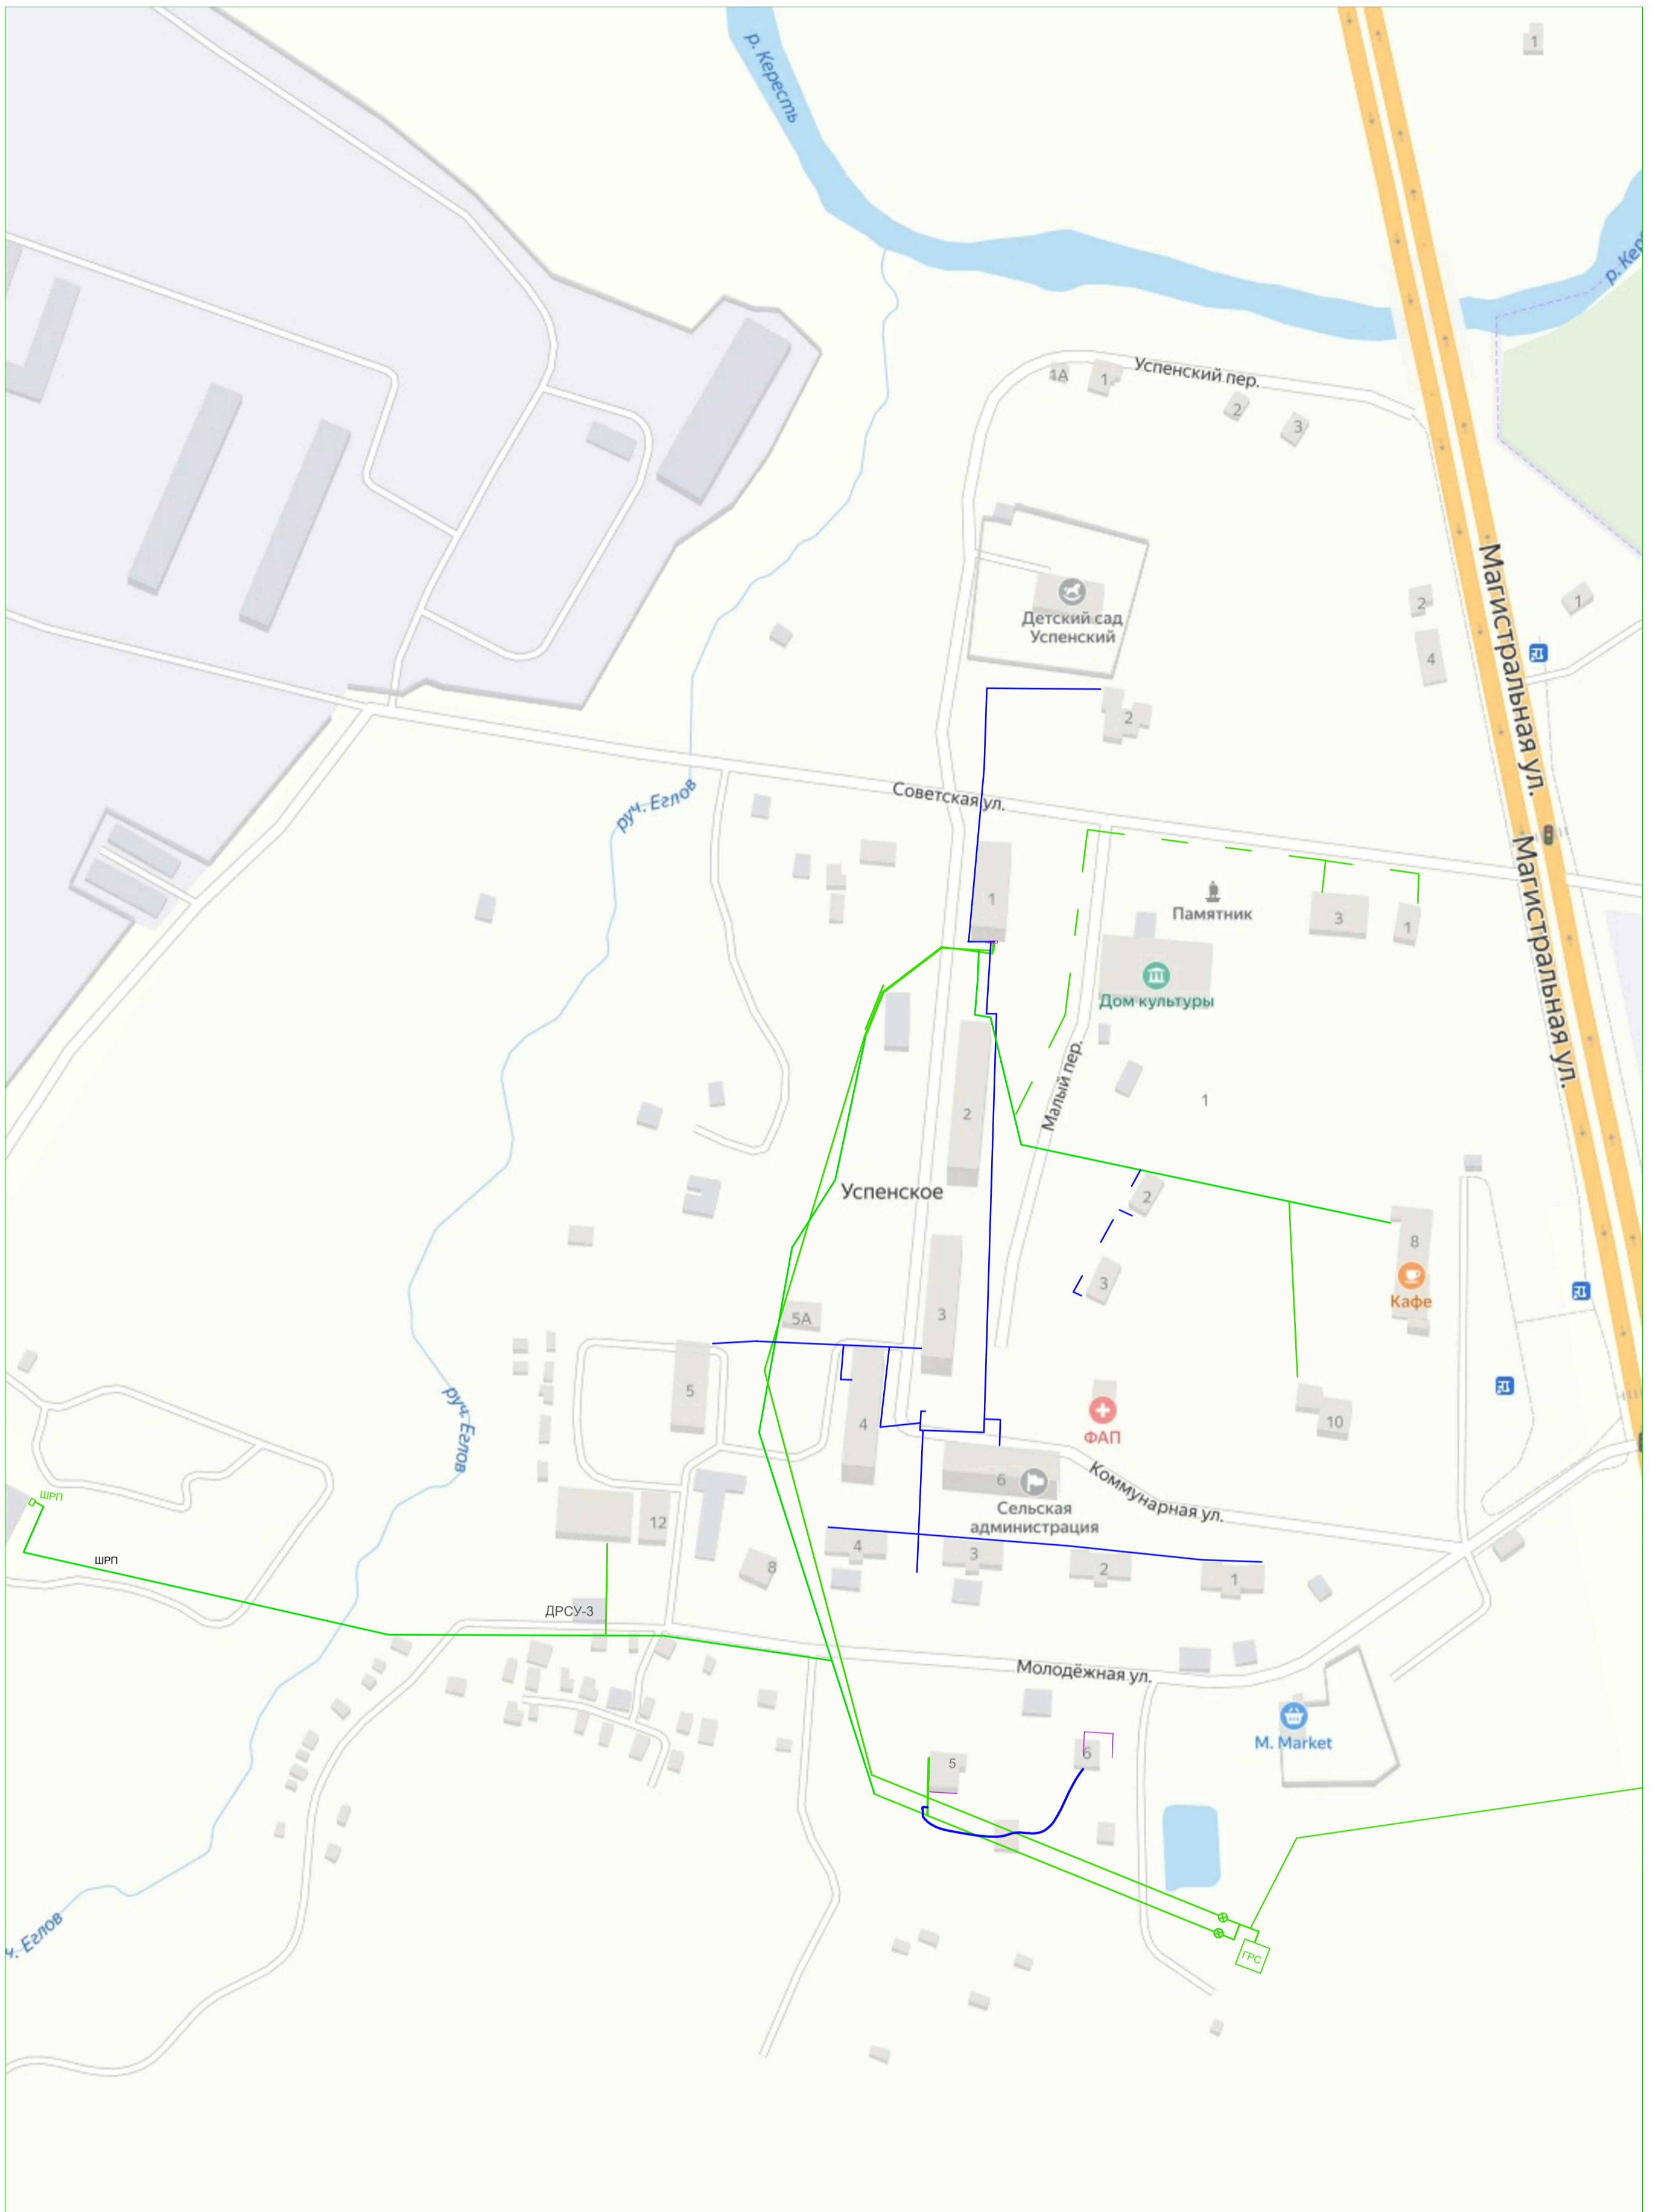 1
р. Кересть
1А
1
Успенский пер.
2
3
Детский сад
Успенский
2
1
4
Магистральная ул.
2
руч. Еглов
Советская ул.
Магистральная ул.
1
Памятник
3
1
Дом культуры
Малый пер.
2
1
Успенское
2
8
Кафе
3
3
5А
5
4
10
ФАП
руч. Еглов
6
Сельская
администрация
Коммунарная ул.
ШРП
ШРП
12
8
4
3
2
1
ДРСУ-3
Молодёжная ул.
M. Market
5
6
ч. Еглов
ГРС